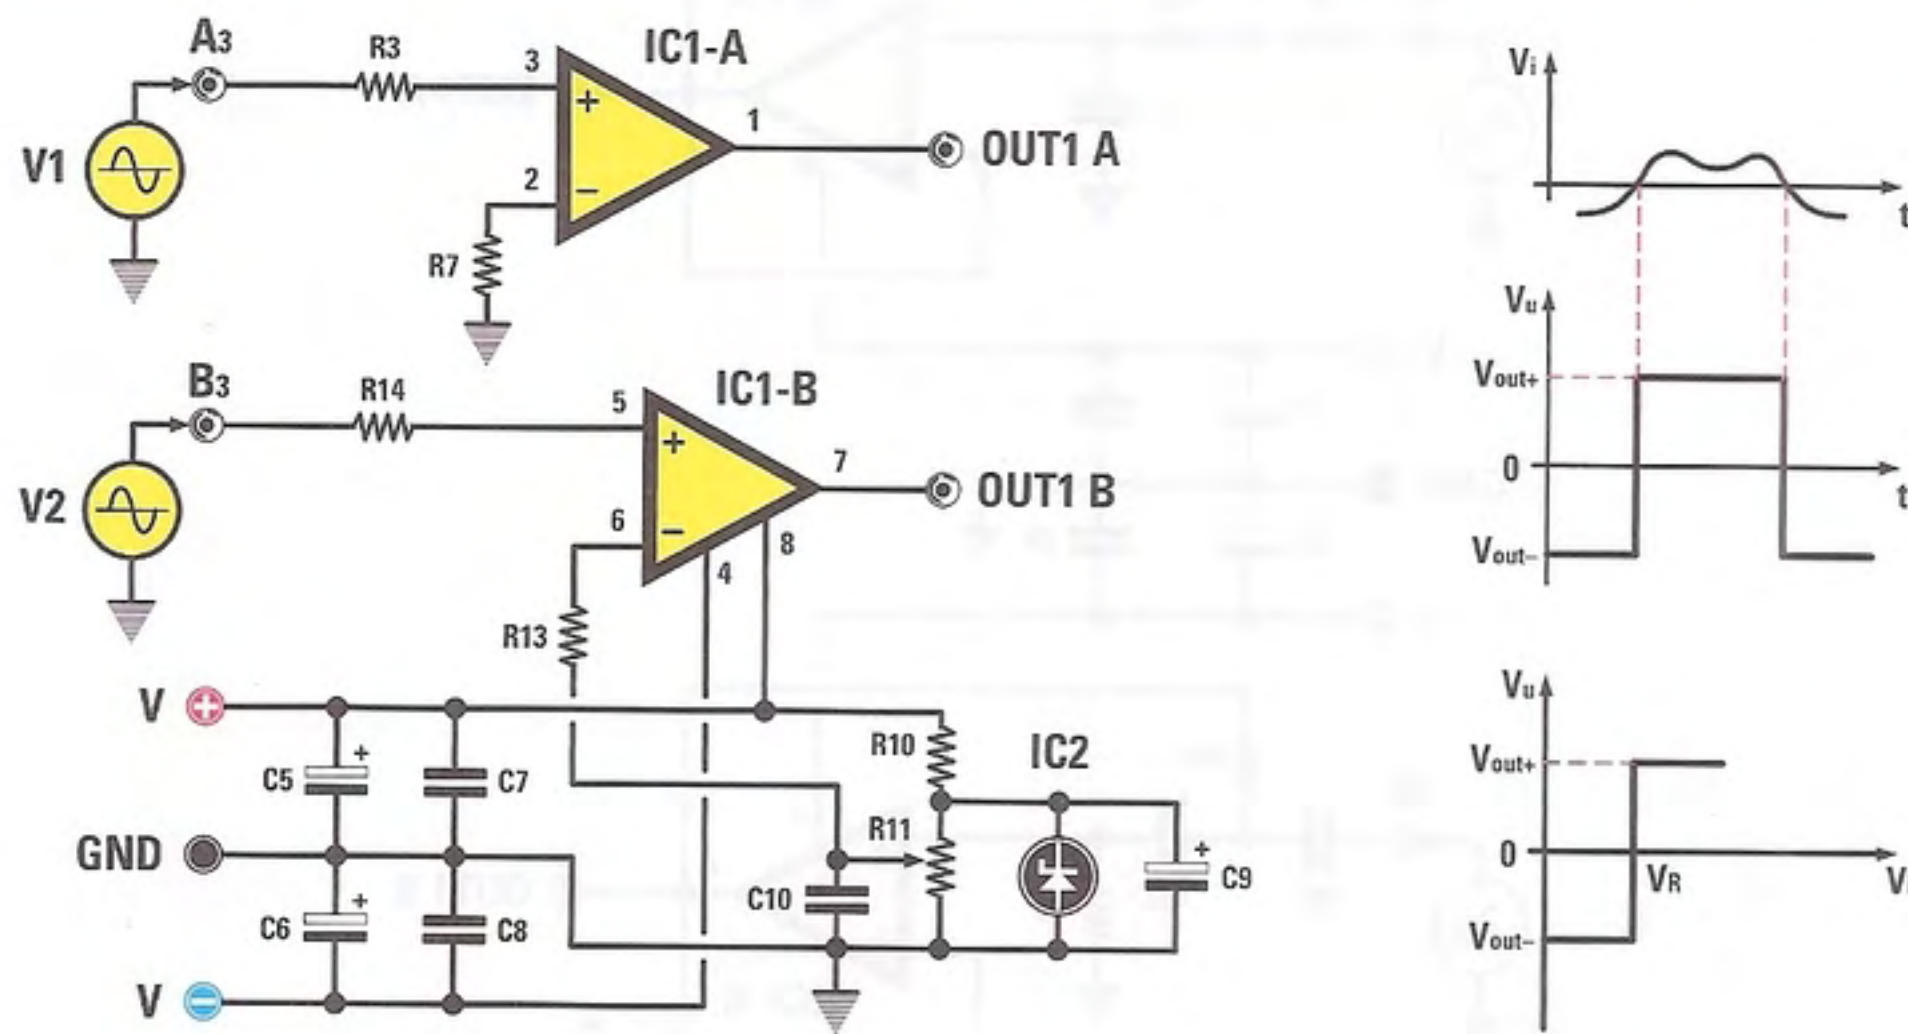 A3
R3
3
IC1-A
+
1
V1
OUT1 A
2
−
R7
B3
R14
5
IC1-B
+
7
V2
OUT1 B
6
−
8
4
R13
V +
R10
IC2
C5 +
C7
R11
GND
C6 +
C8
C10
+ C9
V −
Vi
t
Vu
Vout+
0
t
Vout−
Vu
Vout+
0
VR
Vout−